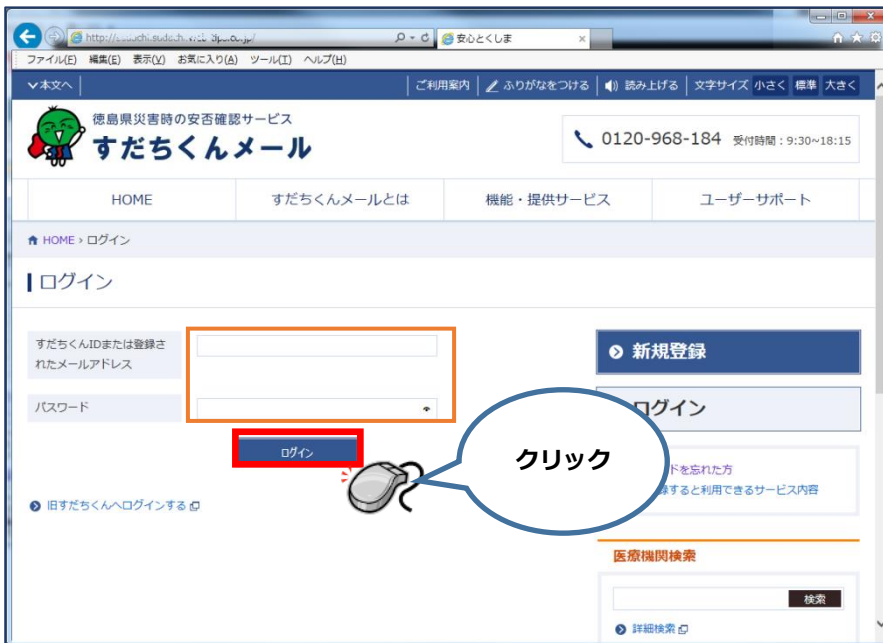 安心とくしま
ファイル(F) 編集(E) 表示(V) お気に入り(A) ツール(T) ヘルプ(H)
本文へ ご利用案内 ふりがなをつける 読み上げる 文字サイズ 小さく 標準 大きく
徳島県災害時の安否確認サービス
すだちくんメール
0120-968-184 受付時間：9:30~18:15
HOME すだちくんメールとは 機能・提供サービス ユーザーサポート
HOME › ログイン
ログイン
すだちくんIDまたは登録さ
れたメールアドレス
パスワード
ログイン
旧すだちくんへログインする
クリック
新規登録
ログイン
ドを忘れた方
すると利用できるサービス内容
医療機関検索
検索
詳細検索